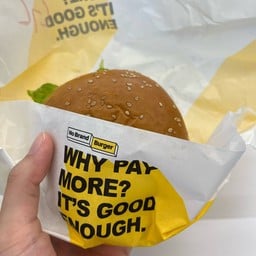 IT'S GOOD
ENOUGH.
No Brand Burger
WHY PAY
MORE?
IT'S GOOD
ENOUGH.